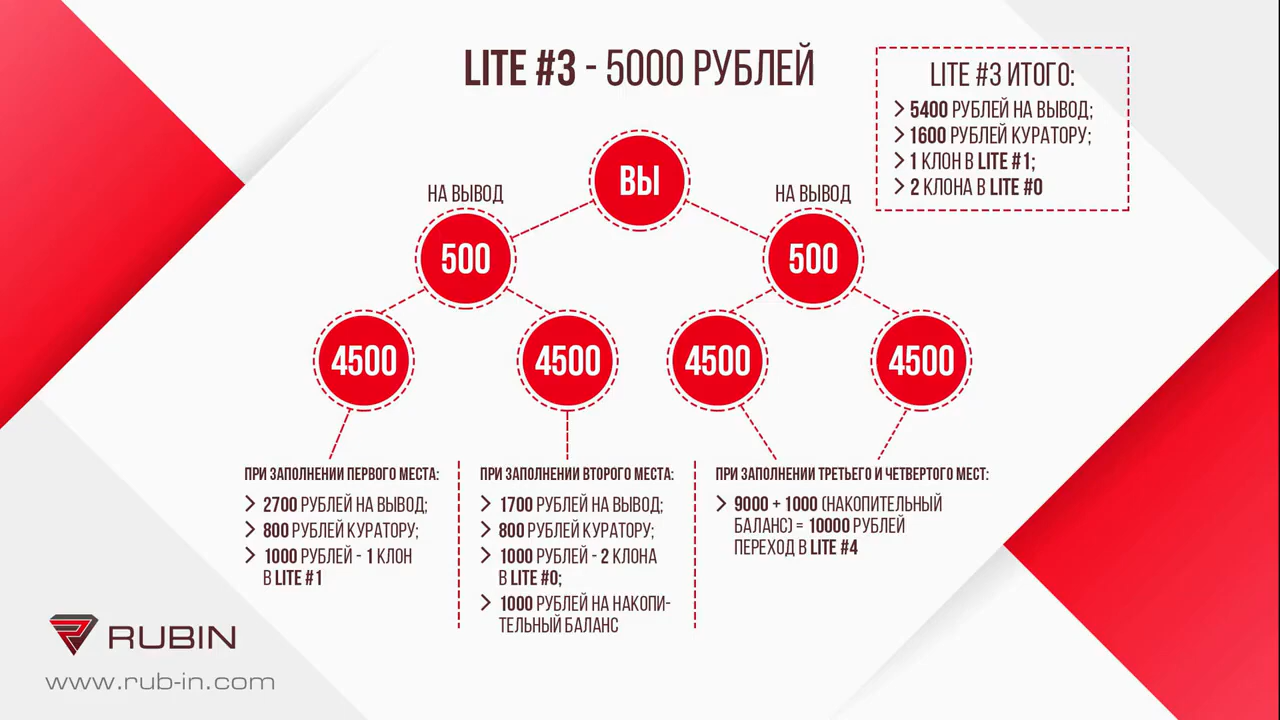 LITE #3 - 5000 РУБЛЕЙ
LITE #3 ИТОГО:
> 5400 РУБЛЕЙ НА ВЫВОД;
> 1600 РУБЛЕЙ КУРАТОРУ;
> 1 КЛОН В LITE #1;
> 2 КЛОНА В LITE #0
ВЫ
НА ВЫВОД
НА ВЫВОД
500
500
4500
4500
4500
4500
ПРИ ЗАПОЛНЕНИИ ПЕРВОГО МЕСТА:
> 2700 РУБЛЕЙ НА ВЫВОД;
> 800 РУБЛЕЙ КУРАТОРУ;
> 1000 РУБЛЕЙ - 1 КЛОН
В LITE #1
ПРИ ЗАПОЛНЕНИИ ВТОРОГО МЕСТА:
> 1700 РУБЛЕЙ НА ВЫВОД;
> 800 РУБЛЕЙ КУРАТОРУ;
> 1000 РУБЛЕЙ - 2 КЛОНА
В LITE #0;
> 1000 РУБЛЕЙ НА НАКОПИ-
ТЕЛЬНЫЙ БАЛАНС
ПРИ ЗАПОЛНЕНИИ ТРЕТЬЕГО И ЧЕТВЕРТОГО МЕСТ:
> 9000 + 1000 (НАКОПИТЕЛЬНЫЙ
БАЛАНС) = 10000 РУБЛЕЙ
ПЕРЕХОД В LITE #4
RUBIN
www.rub-in.com